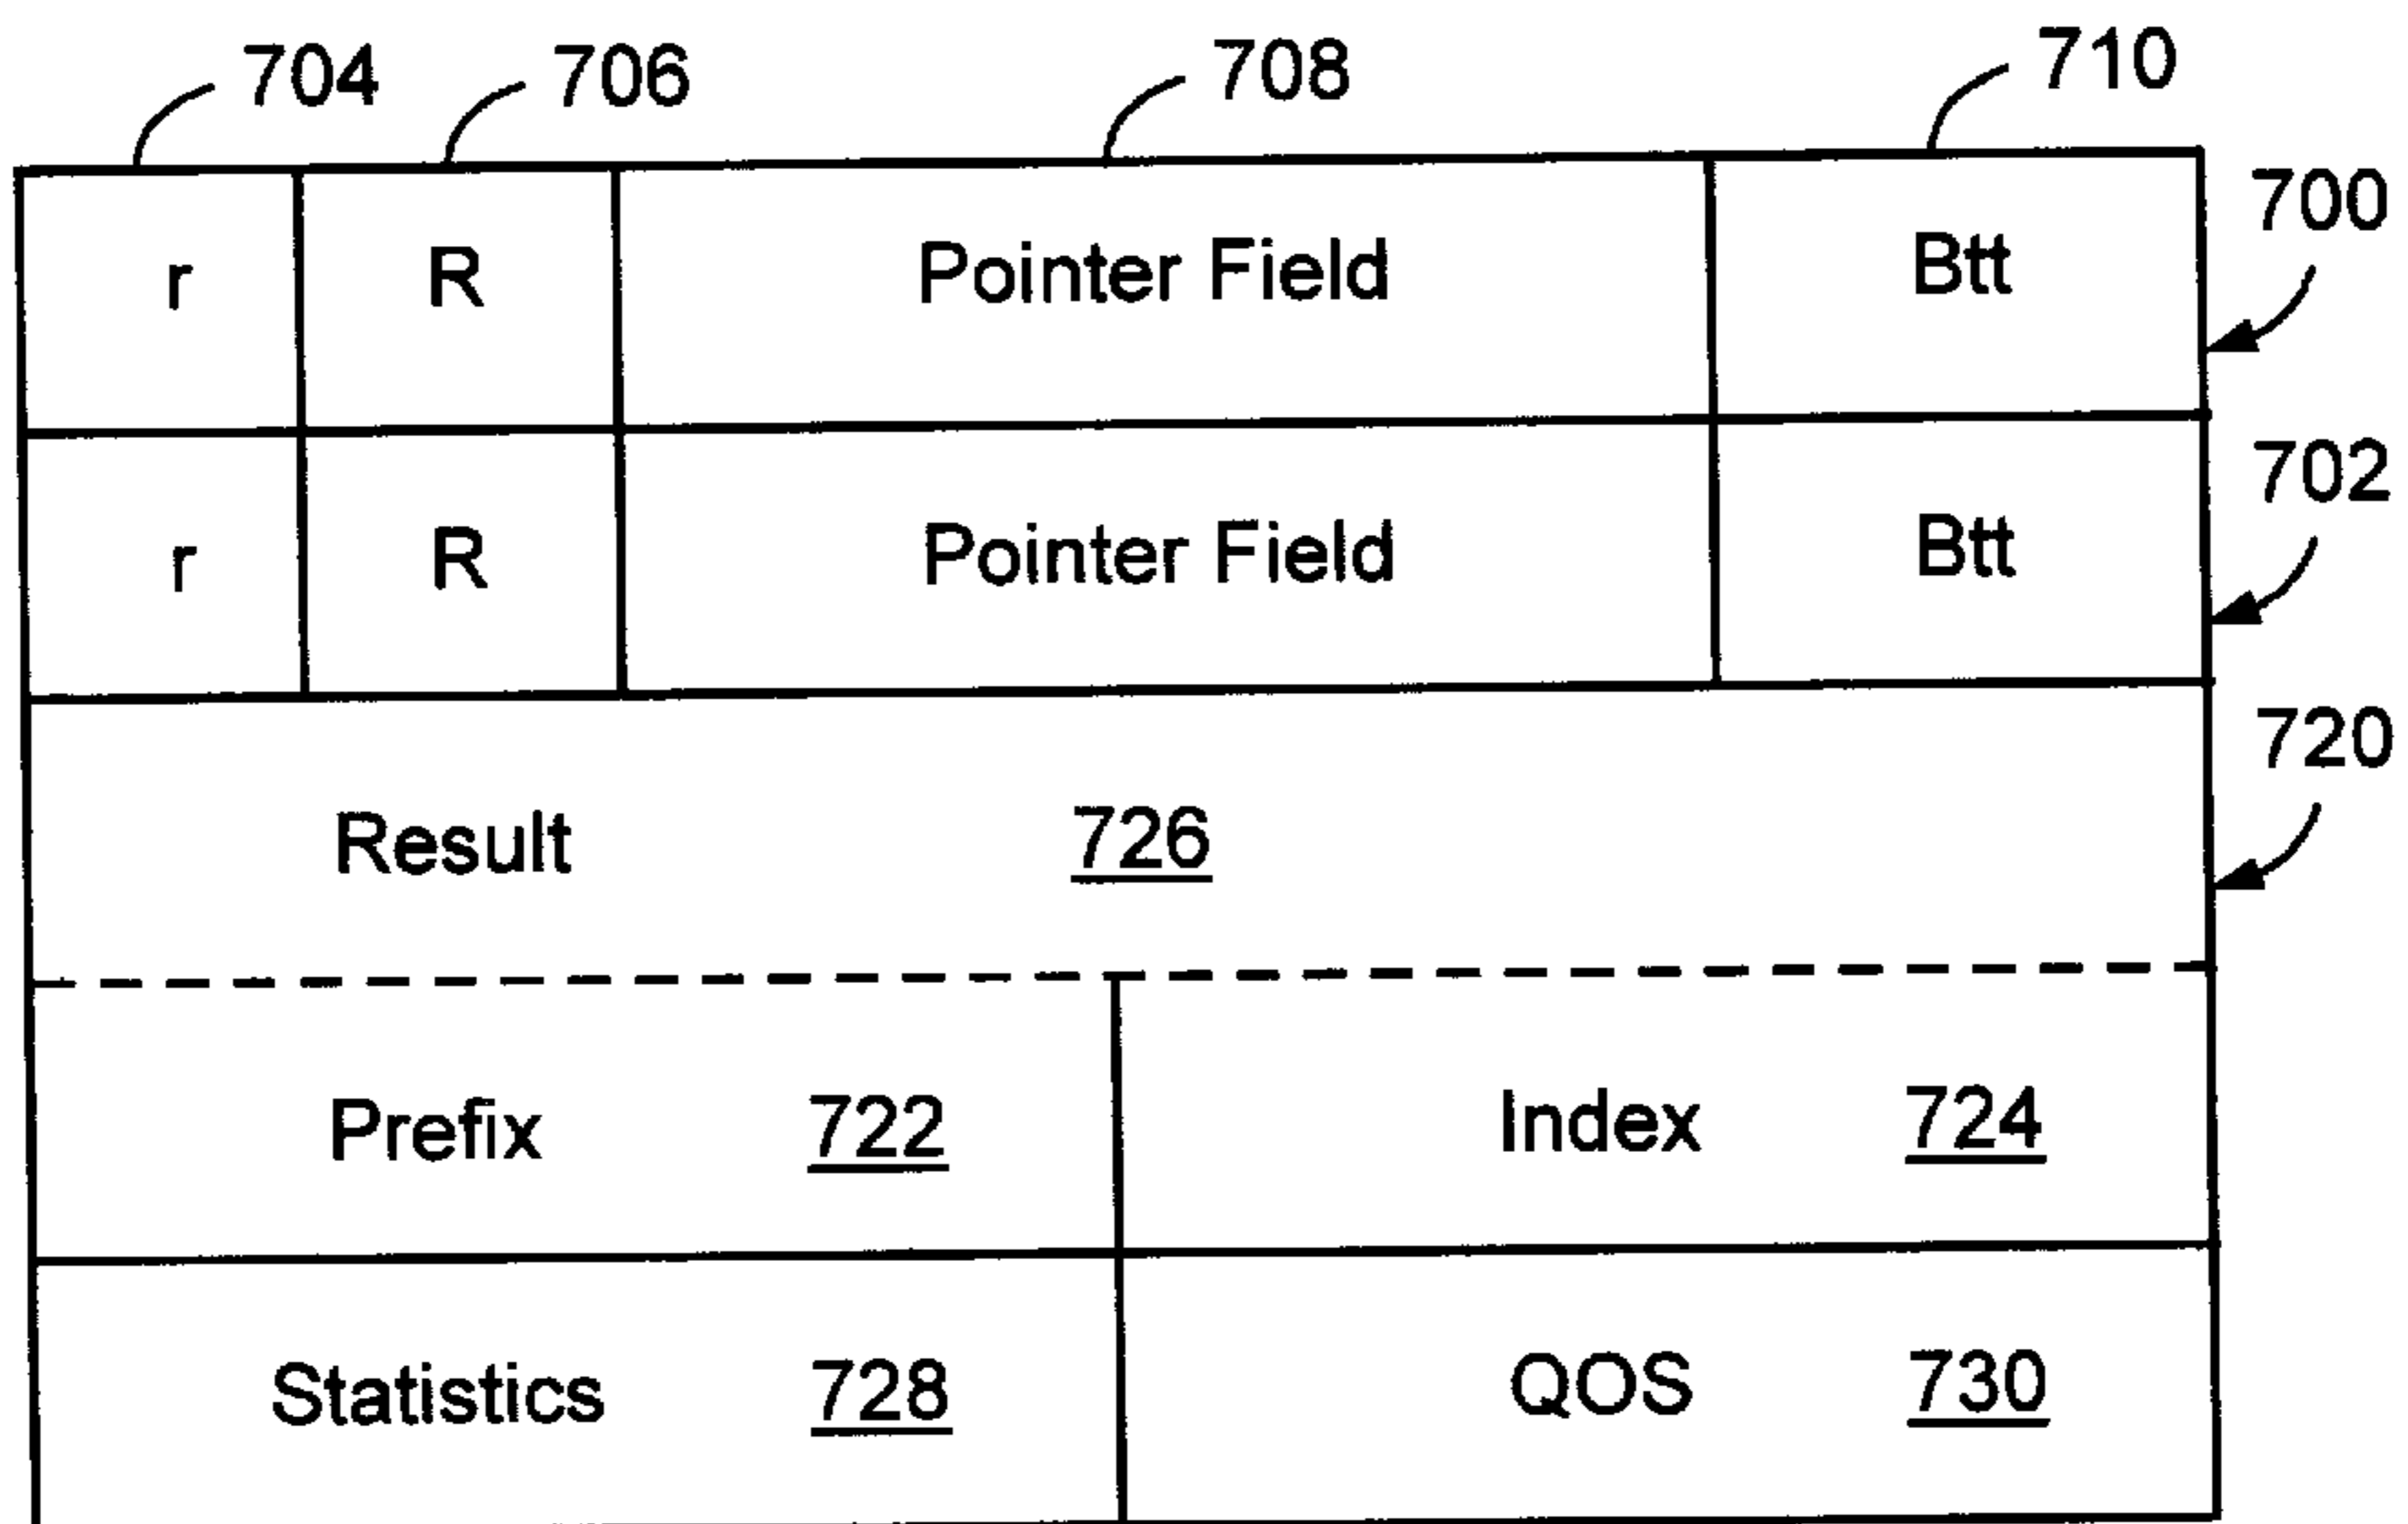 704 706 708 710
700
r R Pointer Field Btt
702
r R Pointer Field Btt
720
Result 726
Prefix 722 Index 724
Statistics 728 QOS 730